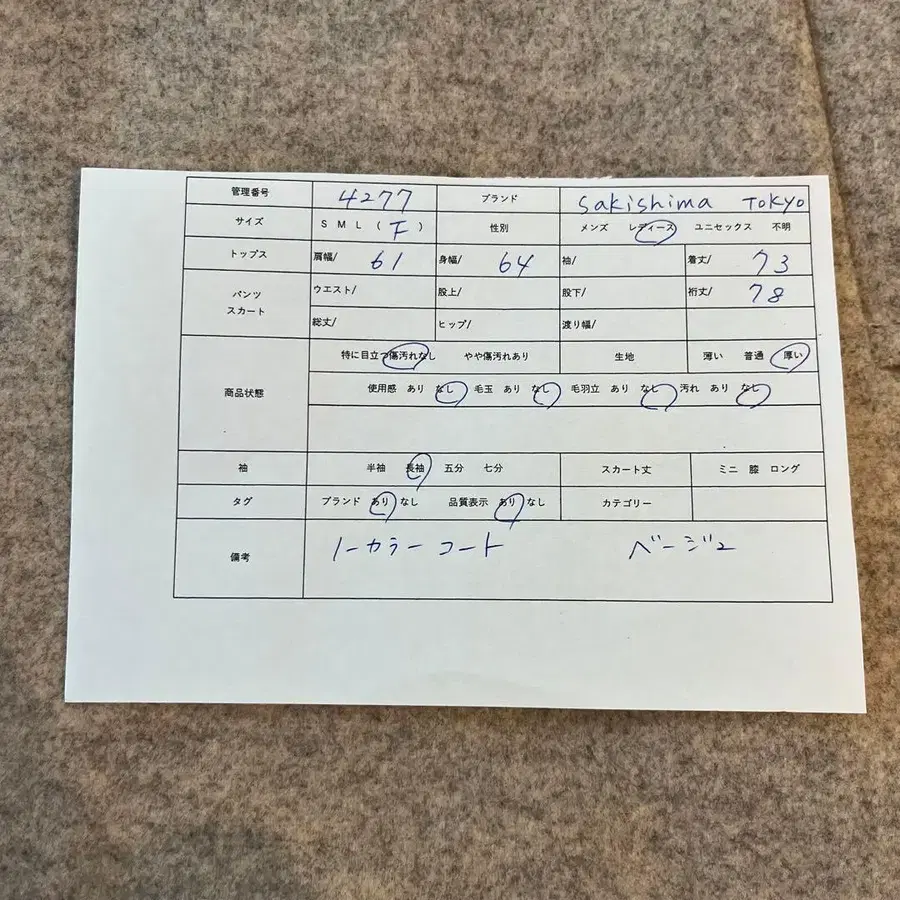 管理番号 4277 ブランド Sakishima TOKYO
サイズ S M L ( F ) 性別 メンズ レディース ユニセックス 不明
トップス 肩幅/ 61 身幅/ 64 袖/ 着丈/ 73
パンツ スカート ウエスト/ 股上/ 股下/ 裄丈/ 78
総丈/ ヒップ/ 渡り幅/
商品状態 特に目立つ傷汚れなし やや傷汚れあり 生地 薄い 普通 厚い
使用感 あり なし 毛玉 あり なし 毛羽立 あり なし 汚れ あり なし
袖 半袖 長袖 五分 七分 スカート丈 ミニ 膝 ロング
タグ ブランド あり なし 品質表示 あり なし カテゴリー
備考 ノーカラーコート ベージュ